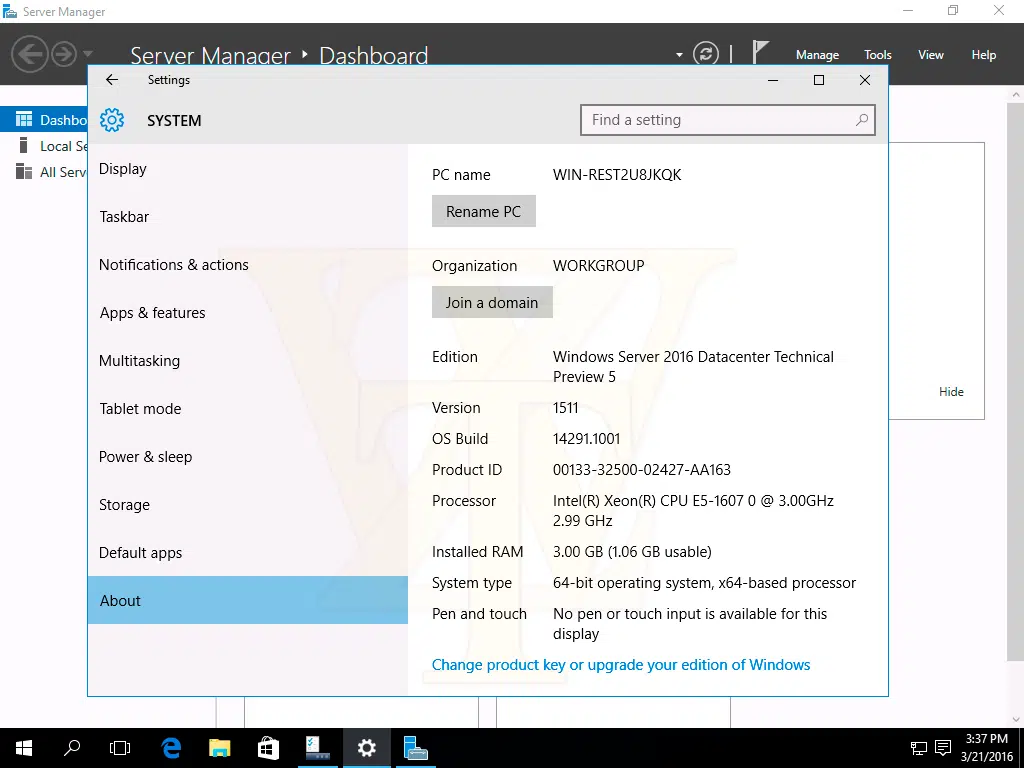 Server Manager
Server Manager ‣ Dashboard
Manage Tools View Help
Dashbo
Local Se
All Serv
Settings
SYSTEM
Find a setting
Display
Taskbar
Notifications & actions
Apps & features
Multitasking
Tablet mode
Power & sleep
Storage
Default apps
About
PC name WIN-REST2U8JKQK
Rename PC
Organization WORKGROUP
Join a domain
Edition Windows Server 2016 Datacenter Technical
Preview 5
Version 1511
OS Build 14291.1001
Product ID 00133-32500-02427-AA163
Processor Intel(R) Xeon(R) CPU E5-1607 0 @ 3.00GHz
2.99 GHz
Installed RAM 3.00 GB (1.06 GB usable)
System type 64-bit operating system, x64-based processor
Pen and touch No pen or touch input is available for this
display
Change product key or upgrade your edition of Windows
Hide
3:37 PM
3/21/2016